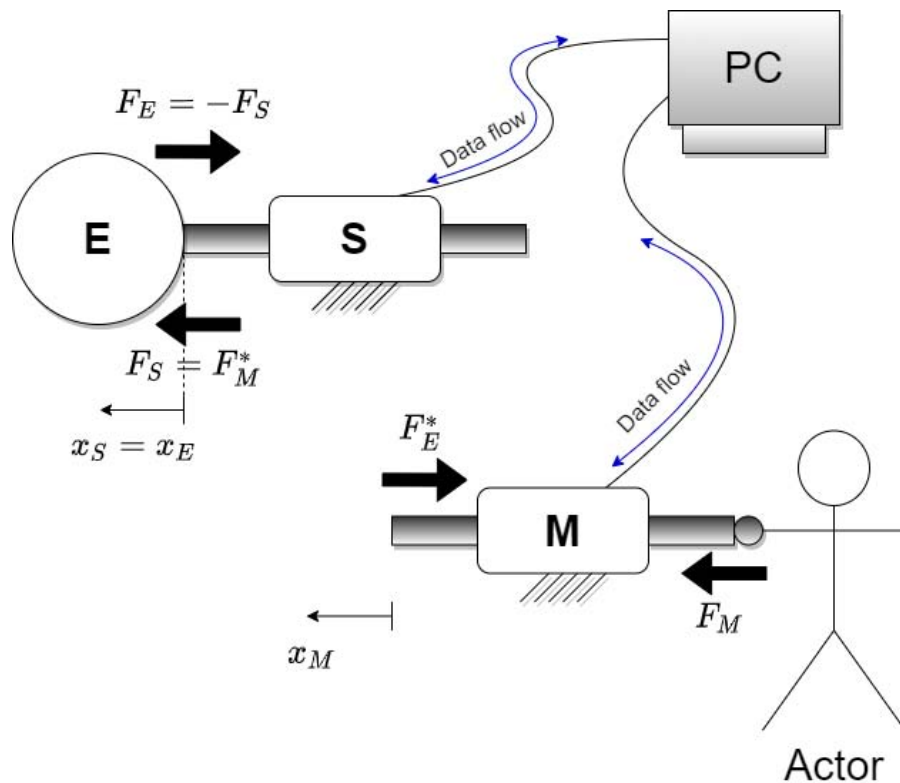 PC
F_E = −F_S
Data flow
E
S
F_S = F_M^*
x_S = x_E
Data flow
F_E^*
M
F_M
x_M
Actor